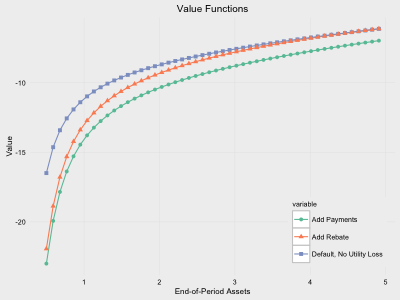 Value Functions
-10
-15
-20
Value
variable
Add Payments
Add Rebate
Default, No Utility Loss
1
2
3
4
5
End-of-Period Assets